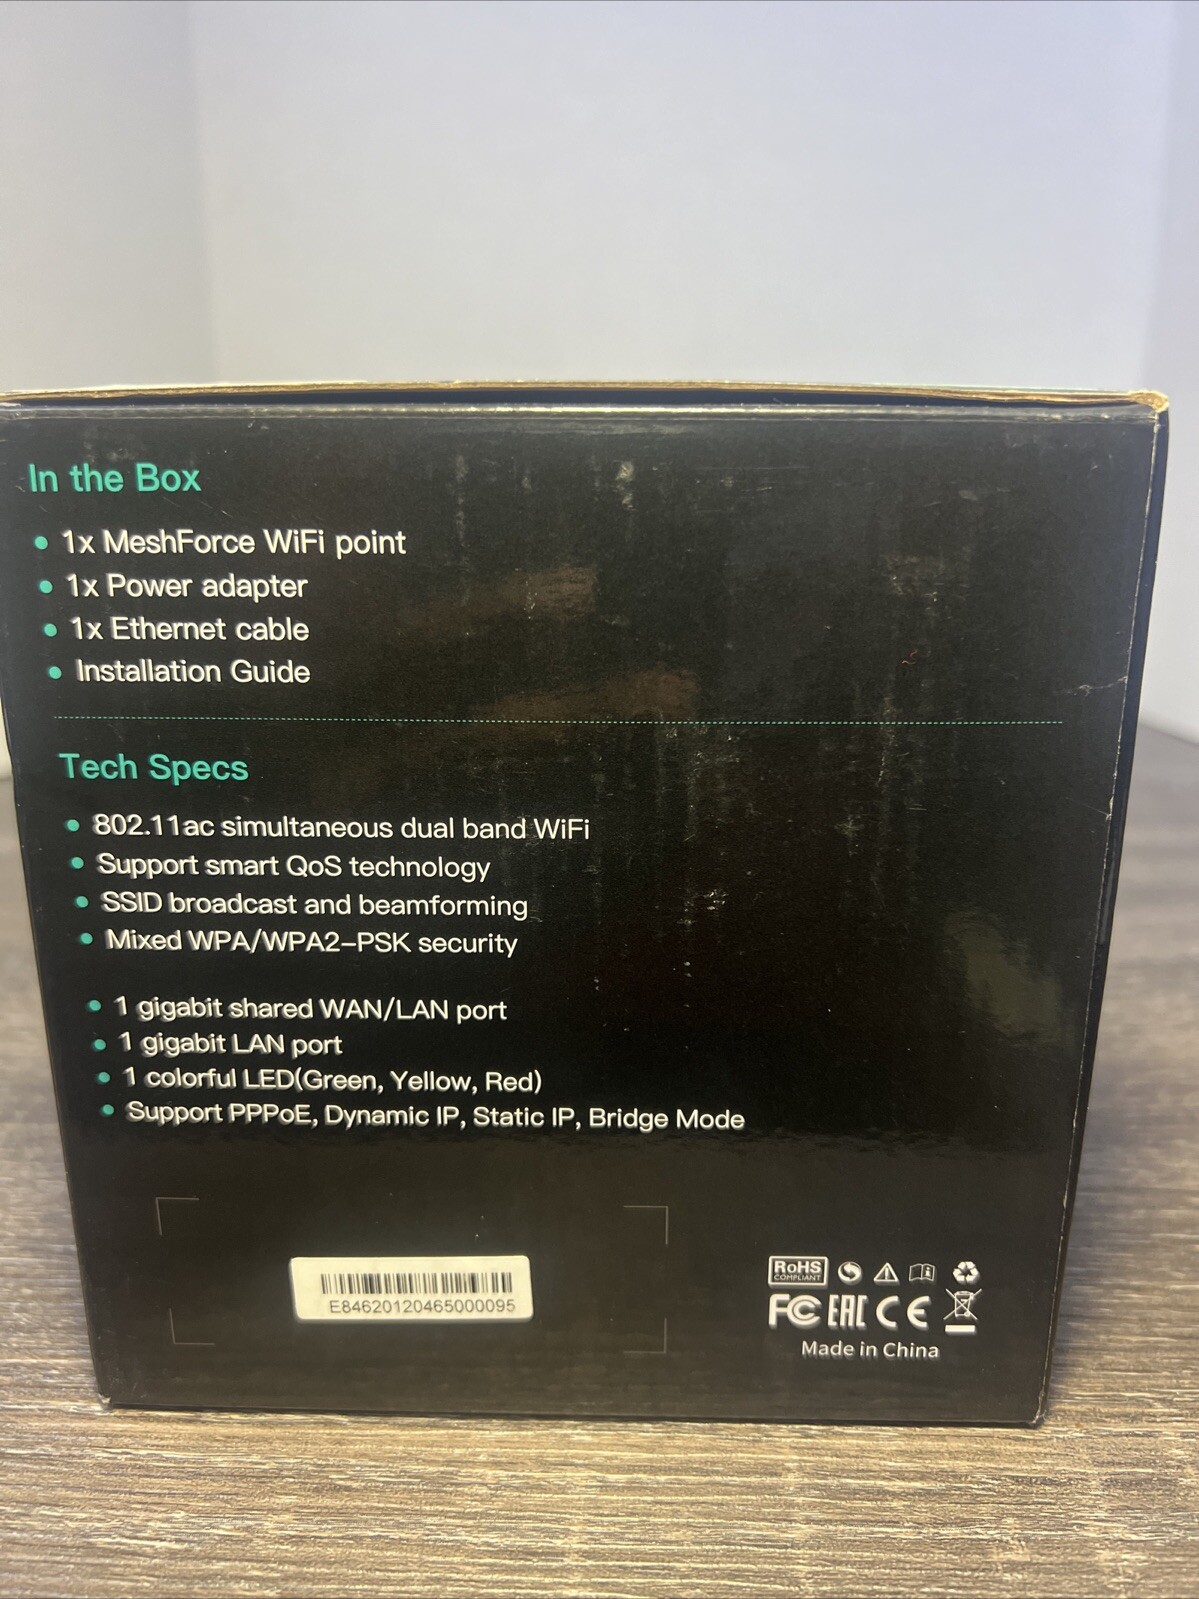 In the Box
• 1x MeshForce WiFi point
• 1x Power adapter
• 1x Ethernet cable
• Installation Guide
Tech Specs
• 802.11ac simultaneous dual band WiFi
• Support smart QoS technology
• SSID broadcast and beamforming
• Mixed WPA/WPA2-PSK security
• 1 gigabit shared WAN/LAN port
• 1 gigabit LAN port
• 1 colorful LED(Green, Yellow, Red)
• Support PPPoE, Dynamic IP, Static IP, Bridge Mode
E84620120465000095
RoHS
COMPLIANT
FC EAC CE
Made in China